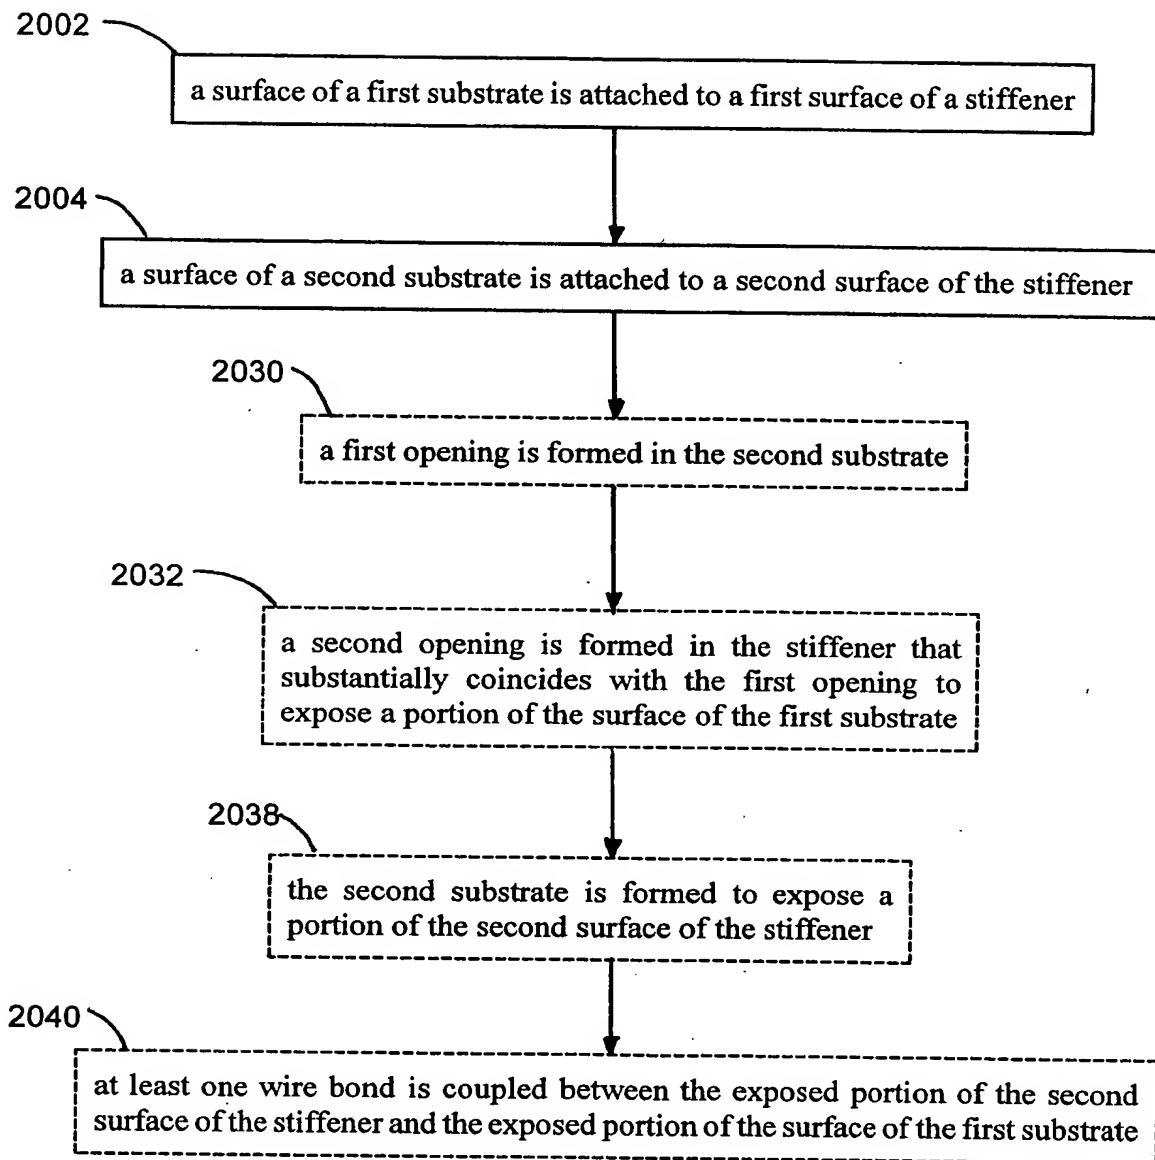 2002
a surface of a first substrate is attached to a first surface of a stiffener
2004
a surface of a second substrate is attached to a second surface of the stiffener
2030
a first opening is formed in the second substrate
2032
a second opening is formed in the stiffener that
substantially coincides with the first opening to
expose a portion of the surface of the first substrate
2038
the second substrate is formed to expose a
portion of the second surface of the stiffener
2040
at least one wire bond is coupled between the exposed portion of the second
surface of the stiffener and the exposed portion of the surface of the first substrate